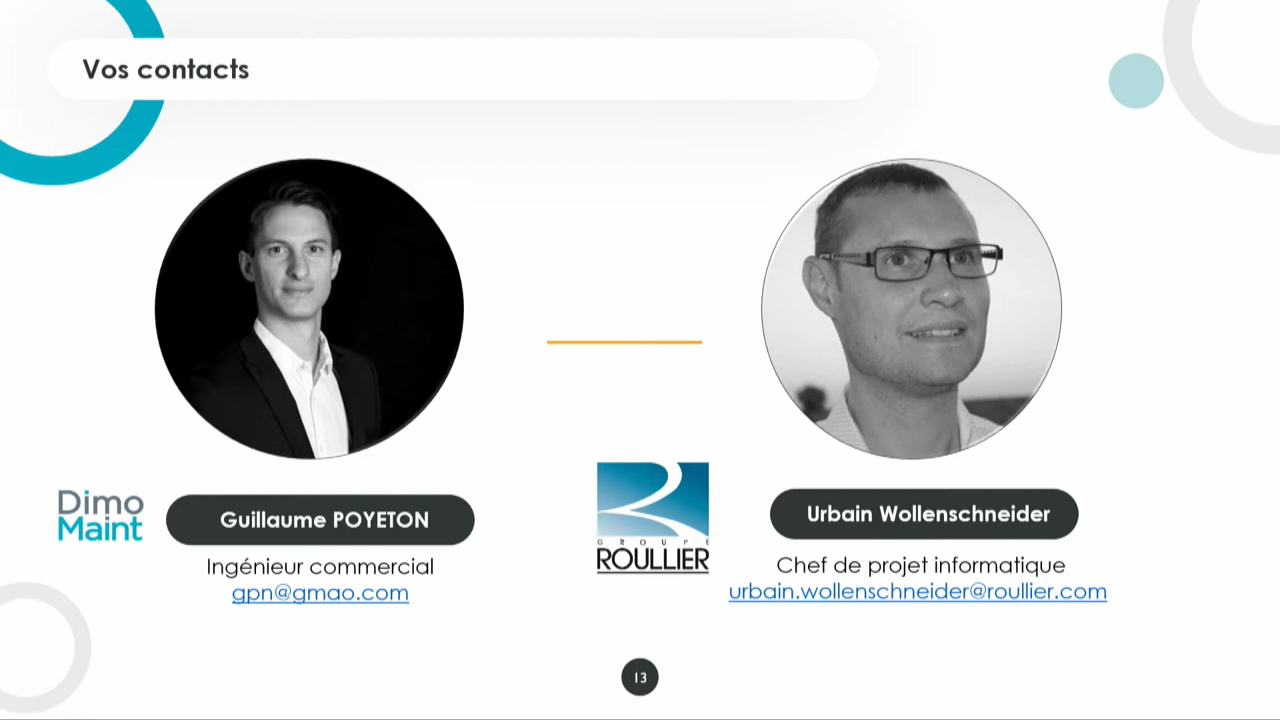 Vos contacts
Dimo
Maint
Guillaume POYETON
Ingénieur commercial
gpn@gmao.com
GROUPE
ROULLIER
Urbain Wollenschneider
Chef de projet informatique
urbain.wollenschneider@roullier.com
13